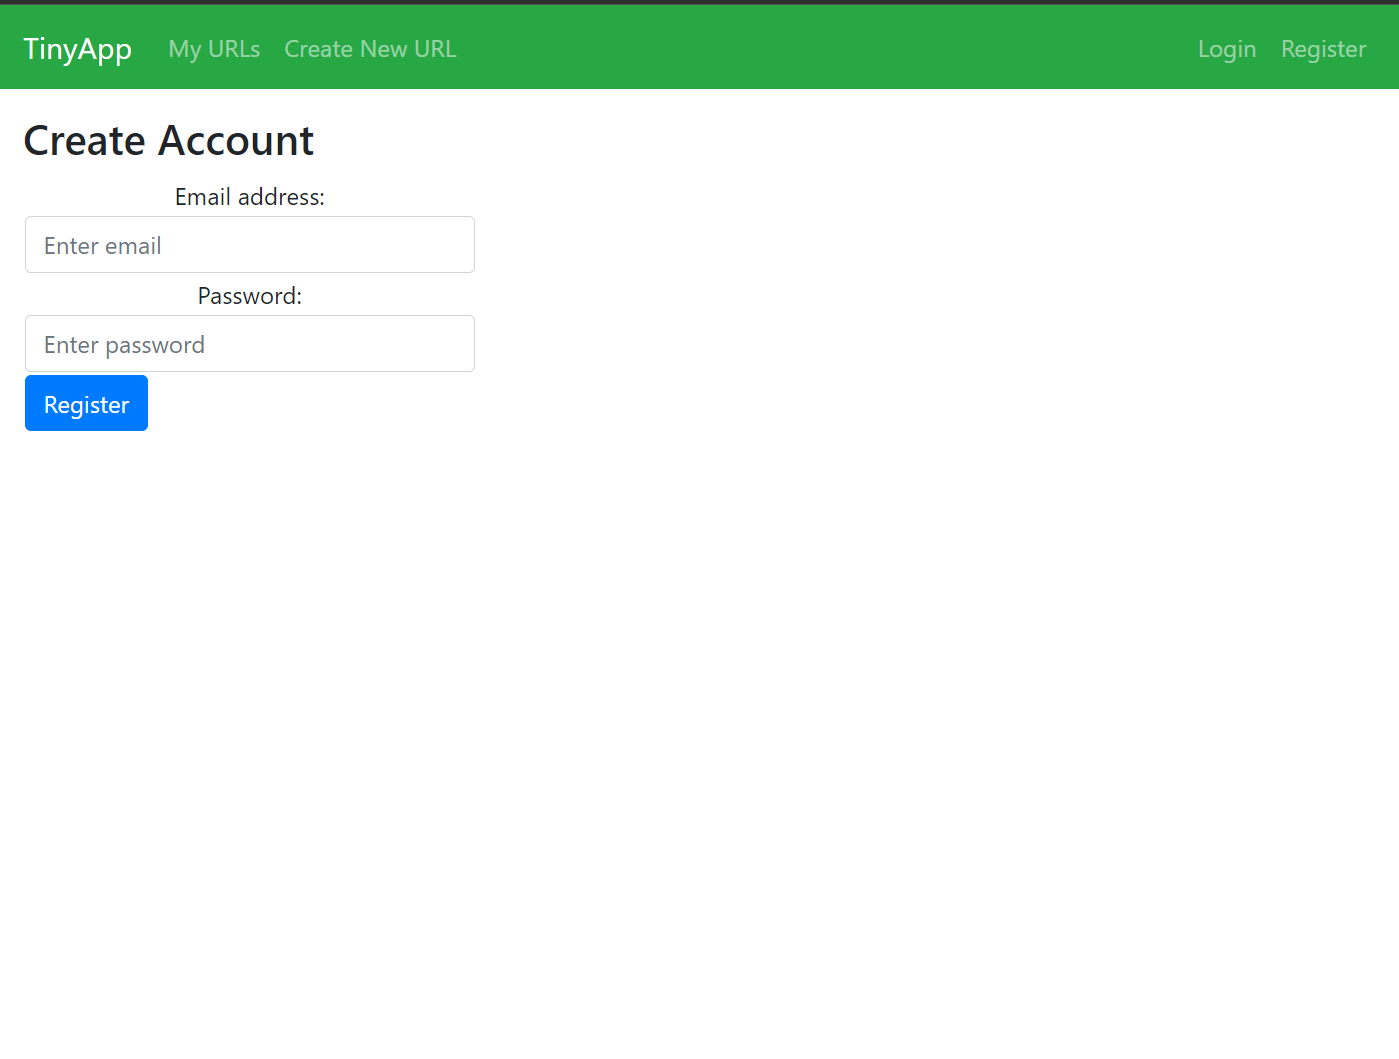 TinyApp My URLs Create New URL Login Register
Create Account
Email address:
Enter email
Password:
Enter password
Register